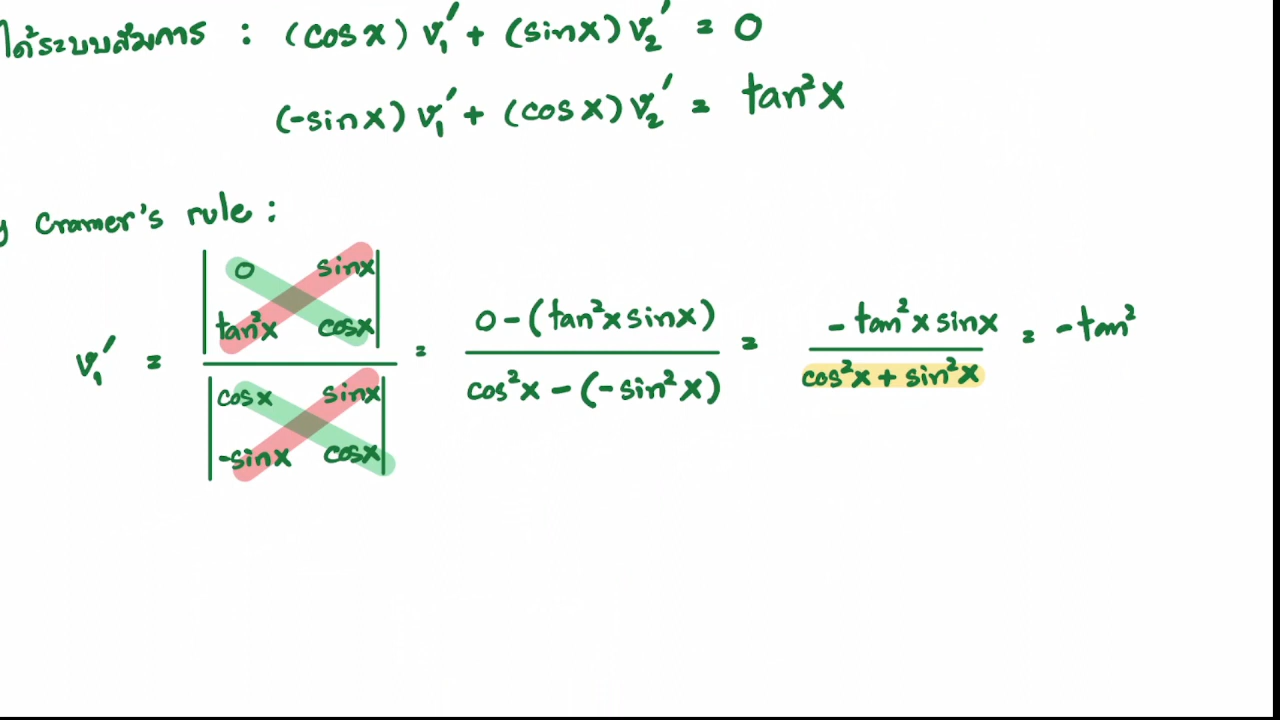 ได้ระบบสมการ : (cos x) v₁′ + (sin x) v₂′ = 0
(-sin x) v₁′ + (cos x) v₂′ = tan²x
y Cramer's rule :
v₁′ = |0 sinx; tan²x cosx| / |cosx sinx; -sinx cosx| = 0-(tan²x sinx) / cos²x-(-sin²x) = -tan²x sinx / cos²x + sin²x = -tan²